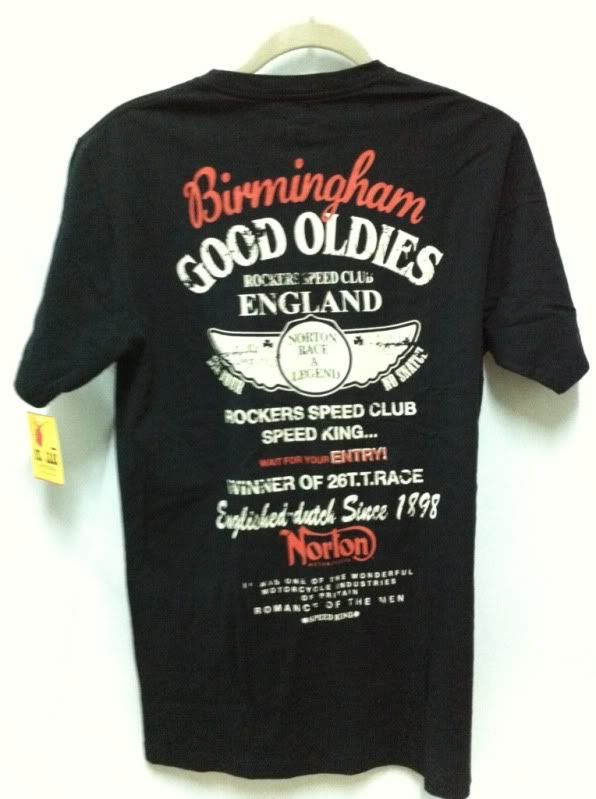 Birmingham
GOOD OLDIES
ROCKERS SPEED CLUB
ENGLAND
NORTON
RACE
A
LEGEND
ROCKERS SPEED CLUB
SPEED KING...
WAIT FOR YOUR ENTRY!
WINNER OF 26T.T.RACE
Englished-dutch Since 1898
Norton
IT WAS ONE OF THE WONDERFUL
MOTORCYCLE INDUSTRIES
OF BRITAIN
ROMANCE OF THE MEN
SPEED KING